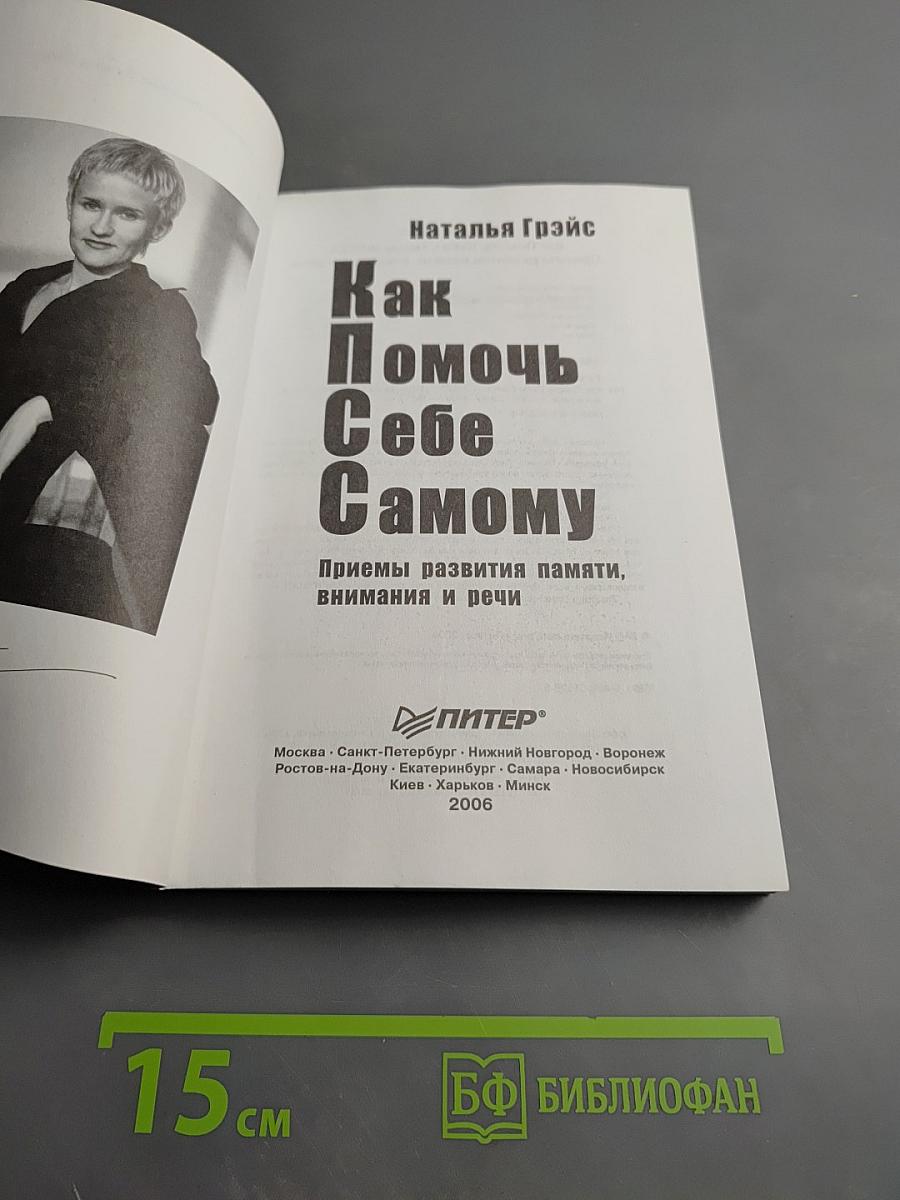 Наталья Грэйс
Как
Помочь
Себе
Самому
Приемы развития памяти,
внимания и речи
ПИТЕР®
Москва · Санкт-Петербург · Нижний Новгород · Воронеж
Ростов-на-Дону · Екатеринбург · Самара · Новосибирск
Киев · Харьков · Минск
2006
15 см
БФ БИБЛИОФАН